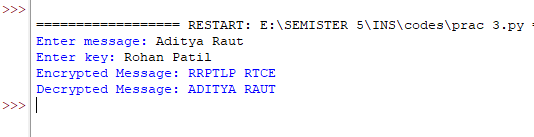 >>>
================== RESTART: E:\SEMISTER 5\INS\codes\prac 3.py =
Enter message: Aditya Raut
Enter key: Rohan Patil
Encrypted Message: RRPTLP RTCE
Decrypted Message: ADITYA RAUT
>>>